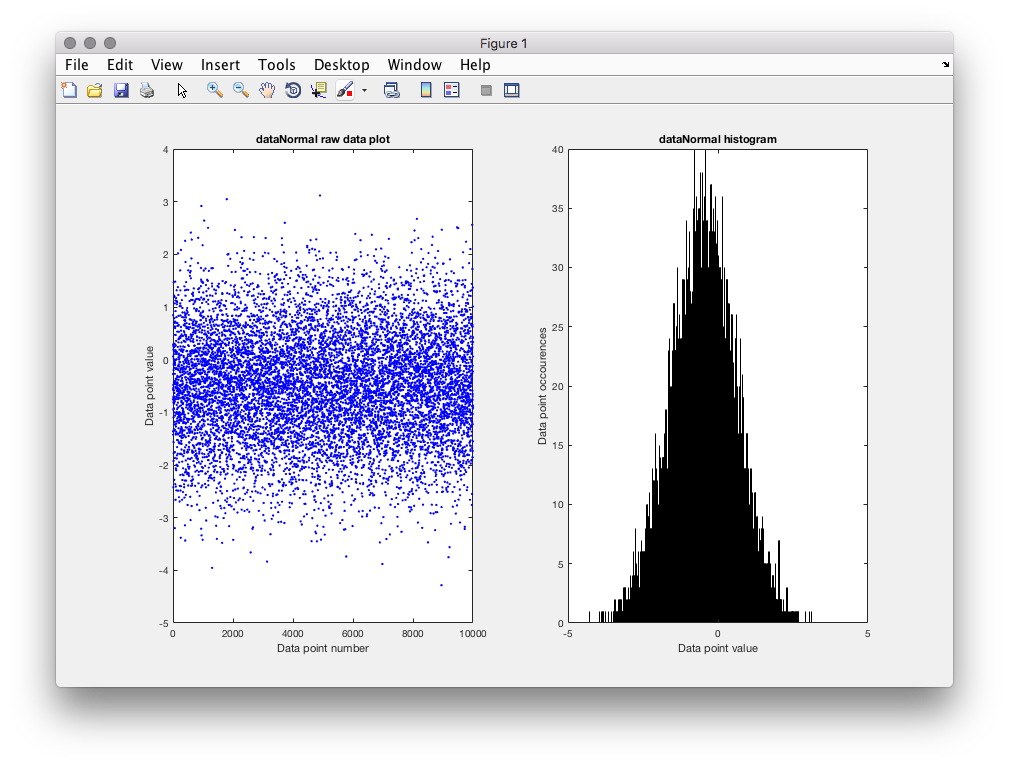 Figure 1
File Edit View Insert Tools Desktop Window Help
dataNormal raw data plot
4
3
2
1
0
-1
-2
-3
-4
-5
0 2000 4000 6000 8000 10000
Data point number
Data point value
dataNormal histogram
40
35
30
25
20
15
10
5
0
-5 0 5
Data point value
Data point occourences